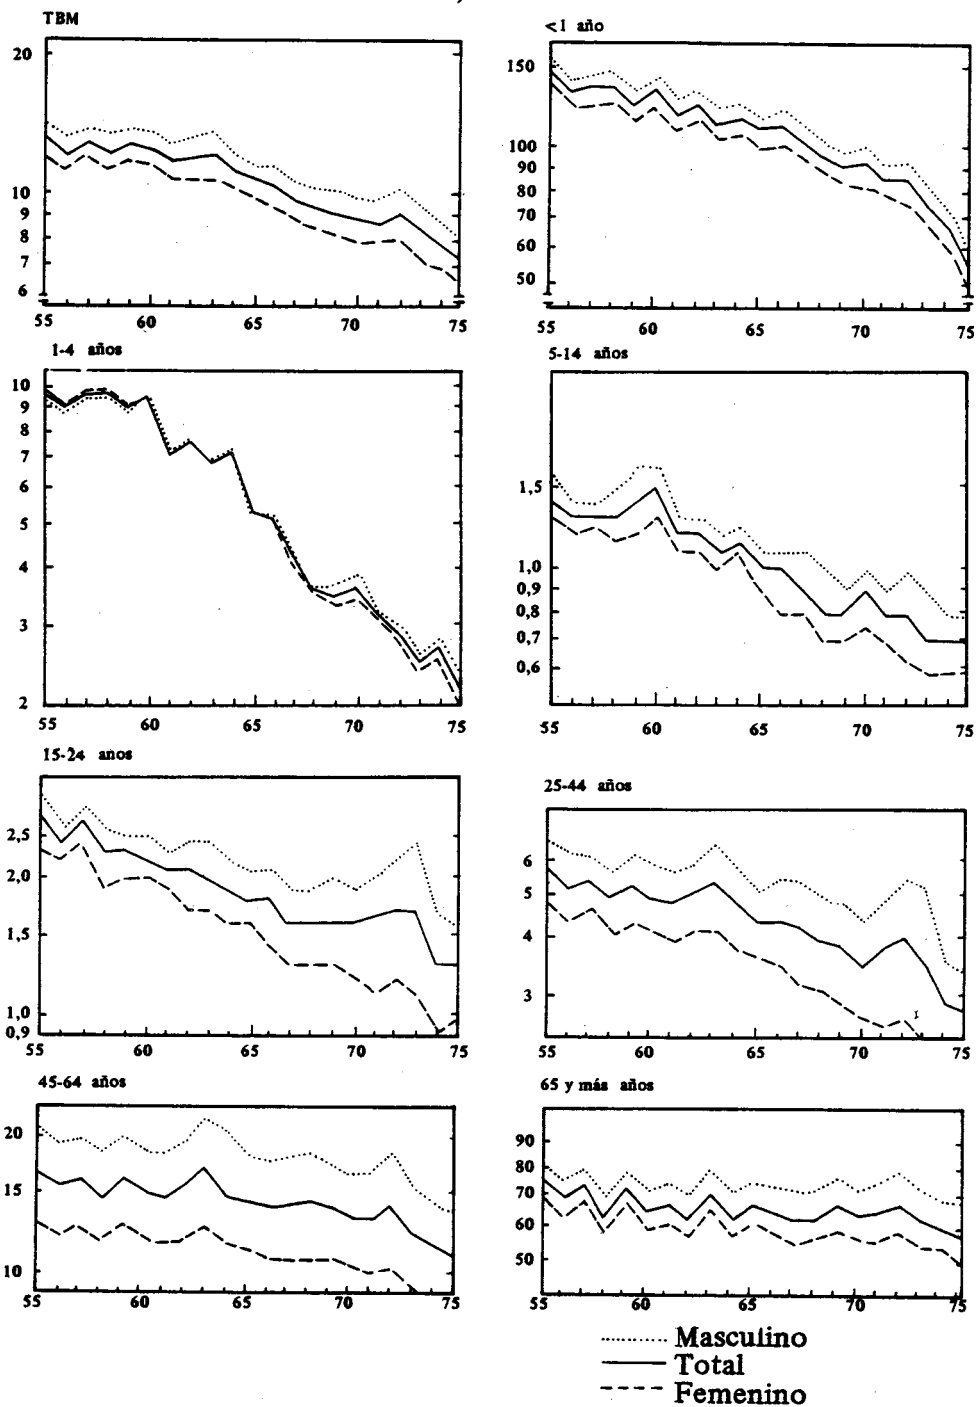 TBM
20
10
9
8
7
6
55 60 65 70 75
<1 año
150
100
90
80
70
60
50
55 60 65 70 75
1-4 años
10
9
8
7
6
5
4
3
2
55 60 65 70 75
5-14 años
1,5
1,0
0,9
0,8
0,7
0,6
55 60 65 70 75
15-24 anos
2,5
2,0
1,5
1,0
0,9
55 60 65 70 75
25-44 años
6
5
4
3
55 60 65 70 75
45-64 años
20
15
10
55 60 65 70 75
65 y más años
90
80
70
60
50
55 60 65 70 75
Masculino
Total
Femenino